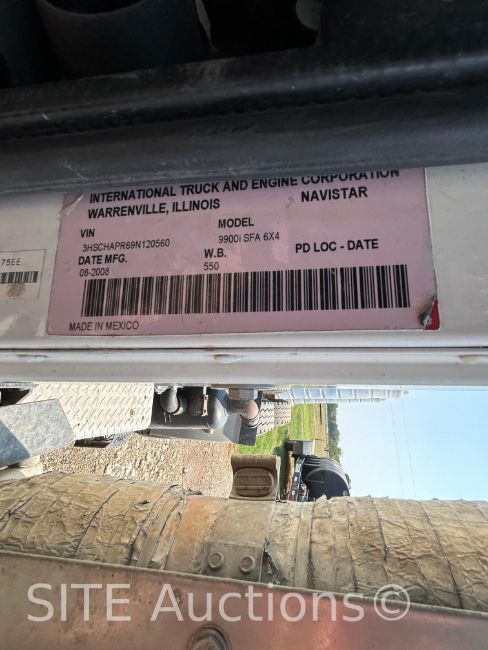 INTERNATIONAL TRUCK AND ENGINE CORPORATION
WARRENVILLE, ILLINOIS NAVISTAR
VIN MODEL
3HSCHAPR69N120560 9900i SFA 6X4
DATE MFG. W.B. PD LOC - DATE
08-2008 550
MADE IN MEXICO
75EE
SITE Auctions©